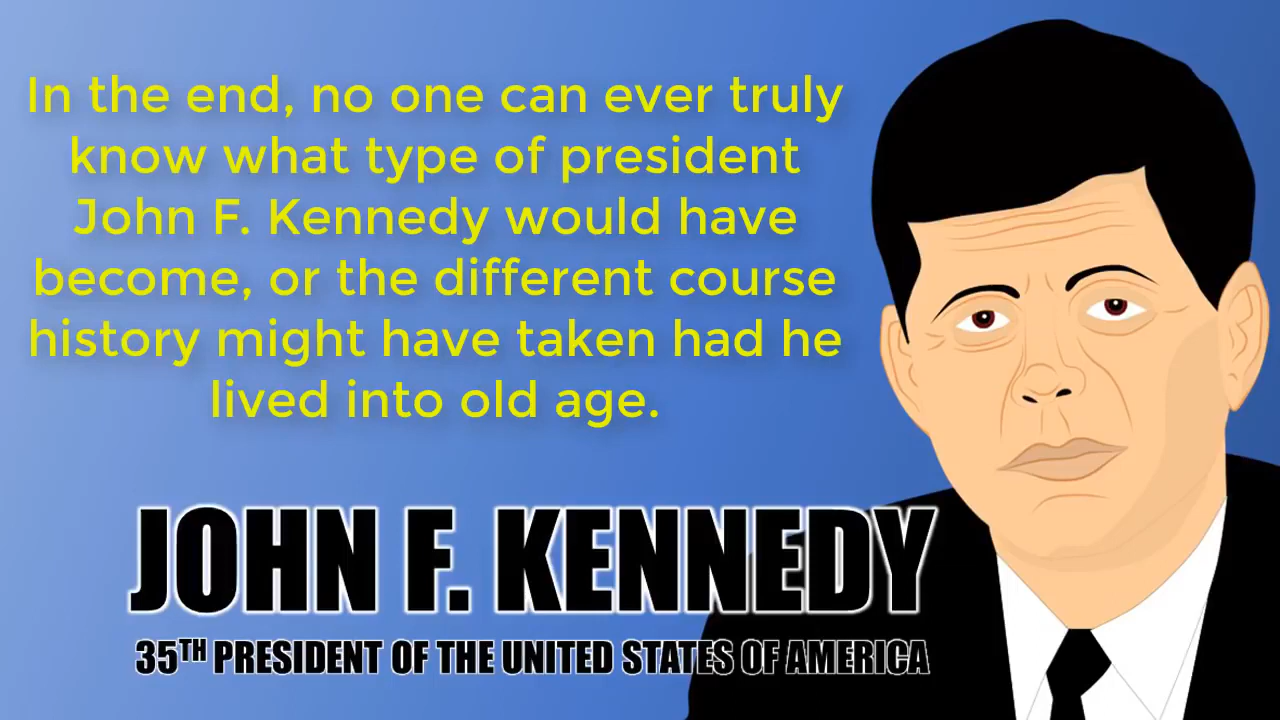 In the end, no one can ever truly
know what type of president
John F. Kennedy would have
become, or the different course
history might have taken had he
lived into old age.
JOHN F. KENNEDY
35TH PRESIDENT OF THE UNITED STATES OF AMERICA